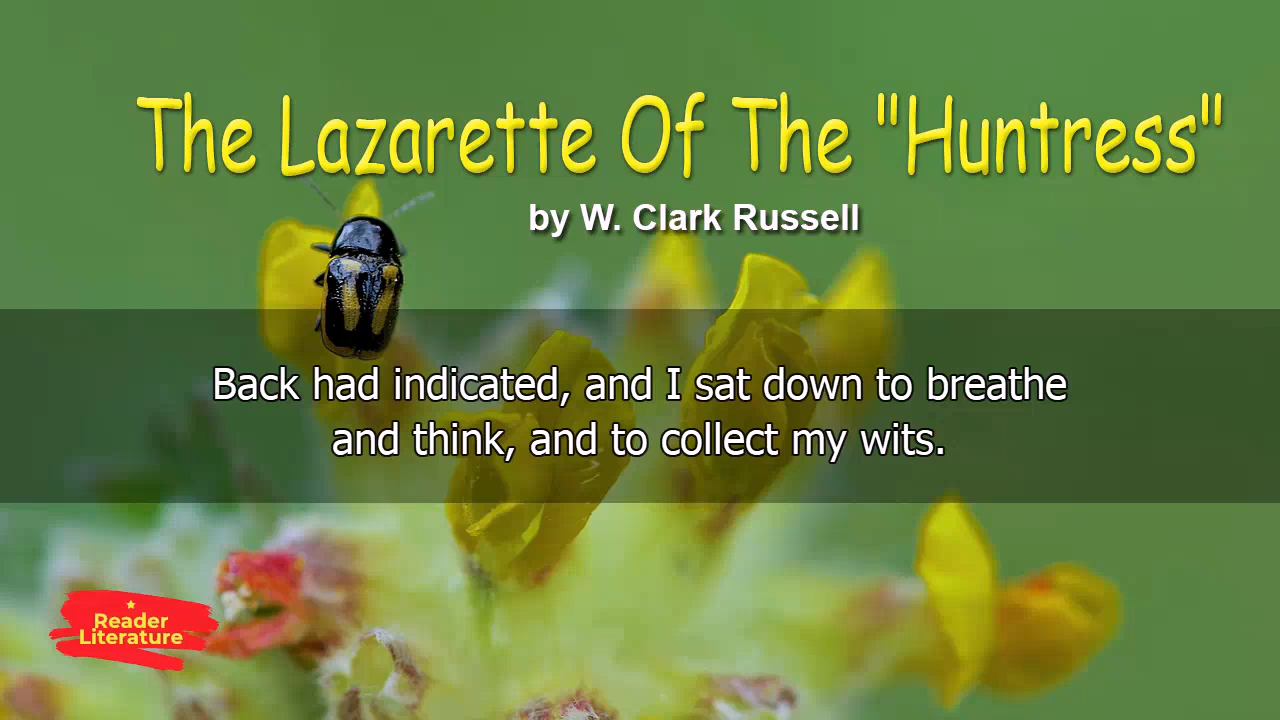 The Lazarette Of The "Huntress"
by W. Clark Russell
Back had indicated, and I sat down to breathe
and think, and to collect my wits.
Reader
Literature